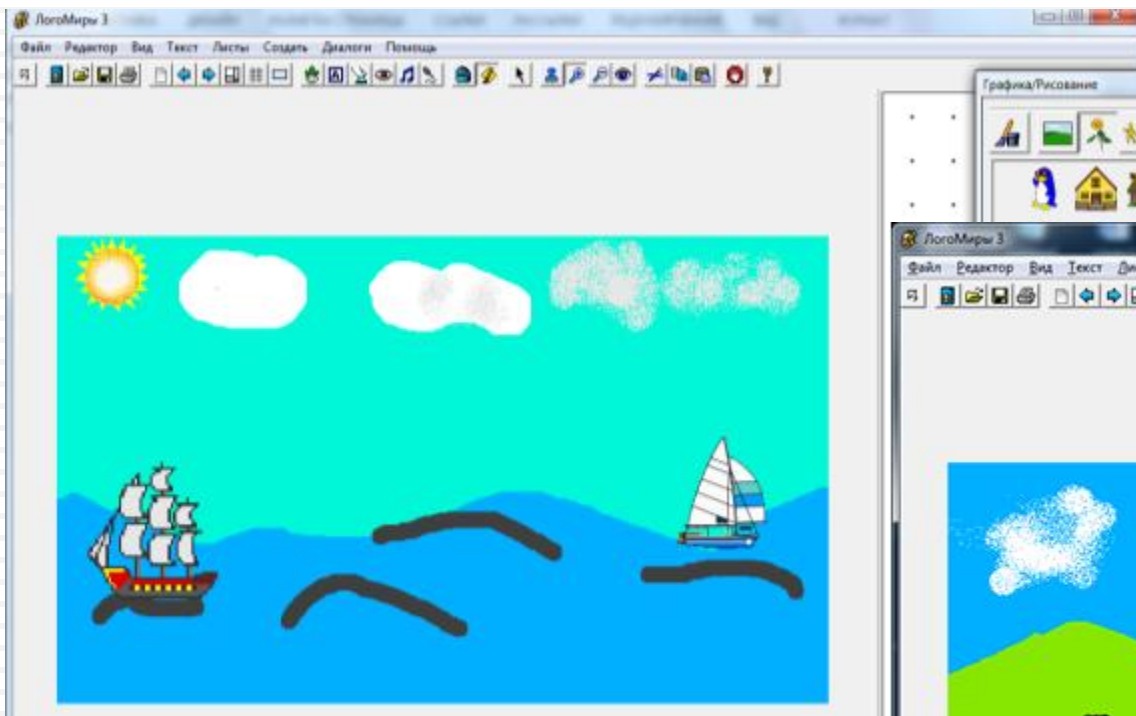 ЛогоМиры 3
Файл Редактор Вид Текст Листы Создать Диалоги Помощь
Графика/Рисование
ЛогоМиры 3
Файл Редактор Вид Текст